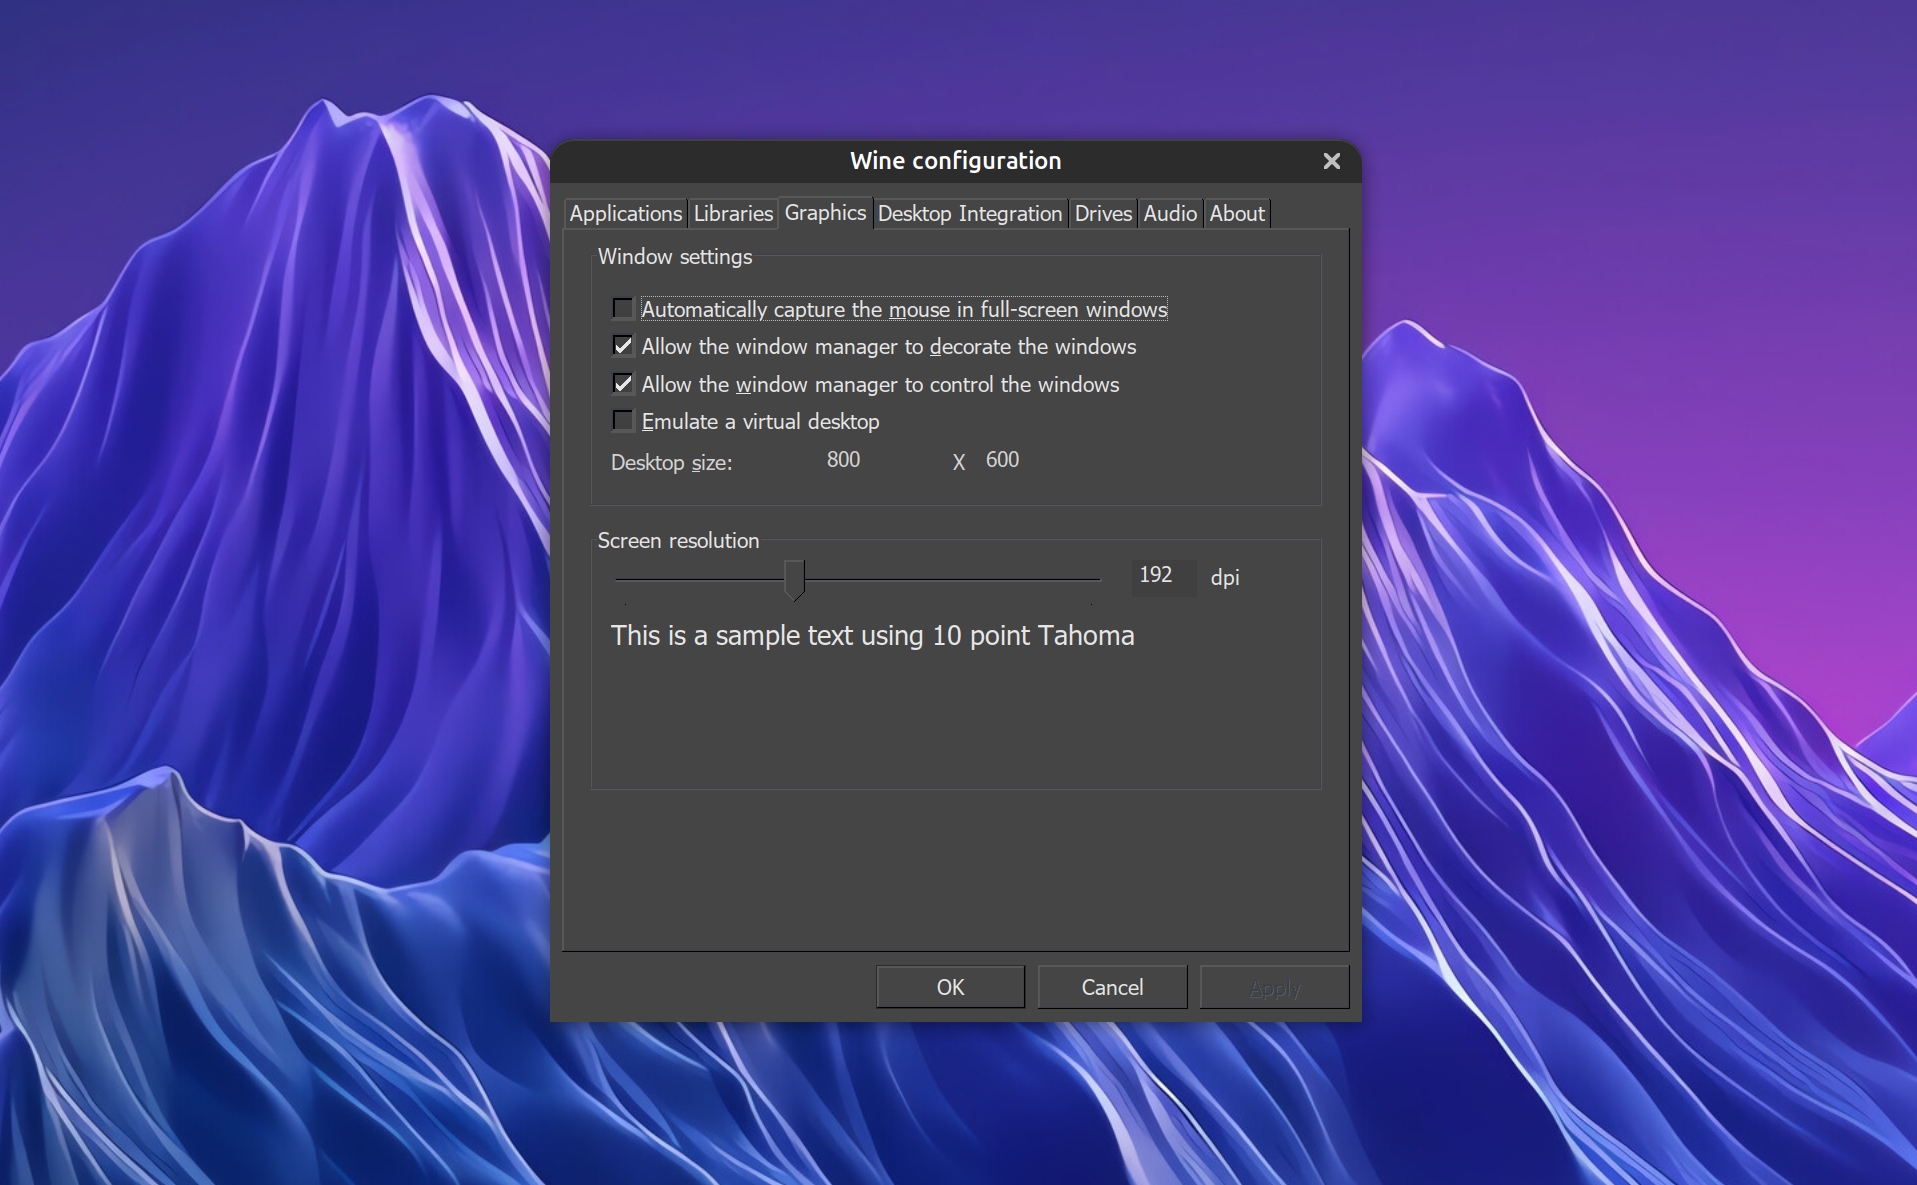 Wine configuration
Applications Libraries Graphics Desktop Integration Drives Audio About
Window settings
Automatically capture the mouse in full-screen windows
Allow the window manager to decorate the windows
Allow the window manager to control the windows
Emulate a virtual desktop
Desktop size: 800 X 600
Screen resolution
192 dpi
This is a sample text using 10 point Tahoma
OK Cancel Apply